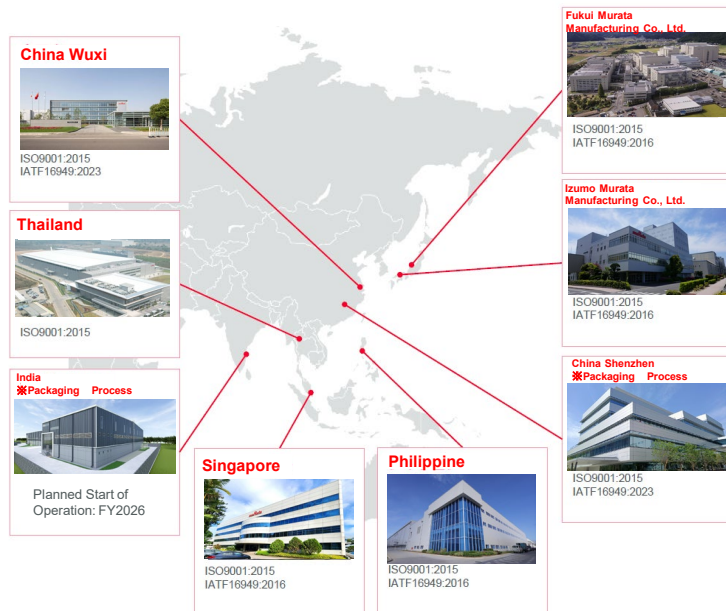 China Wuxi
ISO9001:2015
IATF16949:2023
Thailand
ISO9001:2015
India
※Packaging Process
Planned Start of
Operation: FY2026
Singapore
ISO9001:2015
IATF16949:2016
Philippine
ISO9001:2015
IATF16949:2016
Fukui Murata
Manufacturing Co., Ltd.
ISO9001:2015
IATF16949:2016
Izumo Murata
Manufacturing Co., Ltd.
ISO9001:2015
IATF16949:2016
China Shenzhen
※Packaging Process
ISO9001:2015
IATF16949:2023